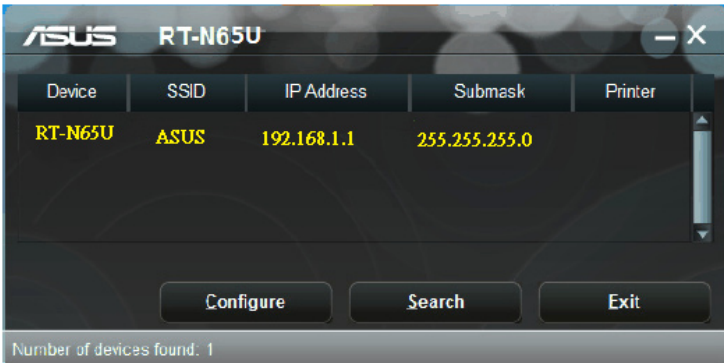 ASUS RT-N65U
Device SSID IP Address Submask Printer
RT-N65U ASUS 192.168.1.1 255.255.255.0
Configure Search Exit
Number of devices found: 1